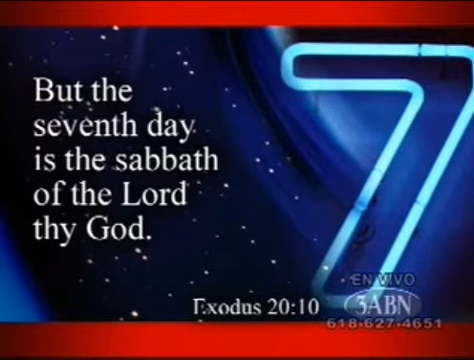 But the
seventh day
is the sabbath
of the Lord
thy God.
7
Exodus 20:10
EN VIVO
3ABN
618-627-4651